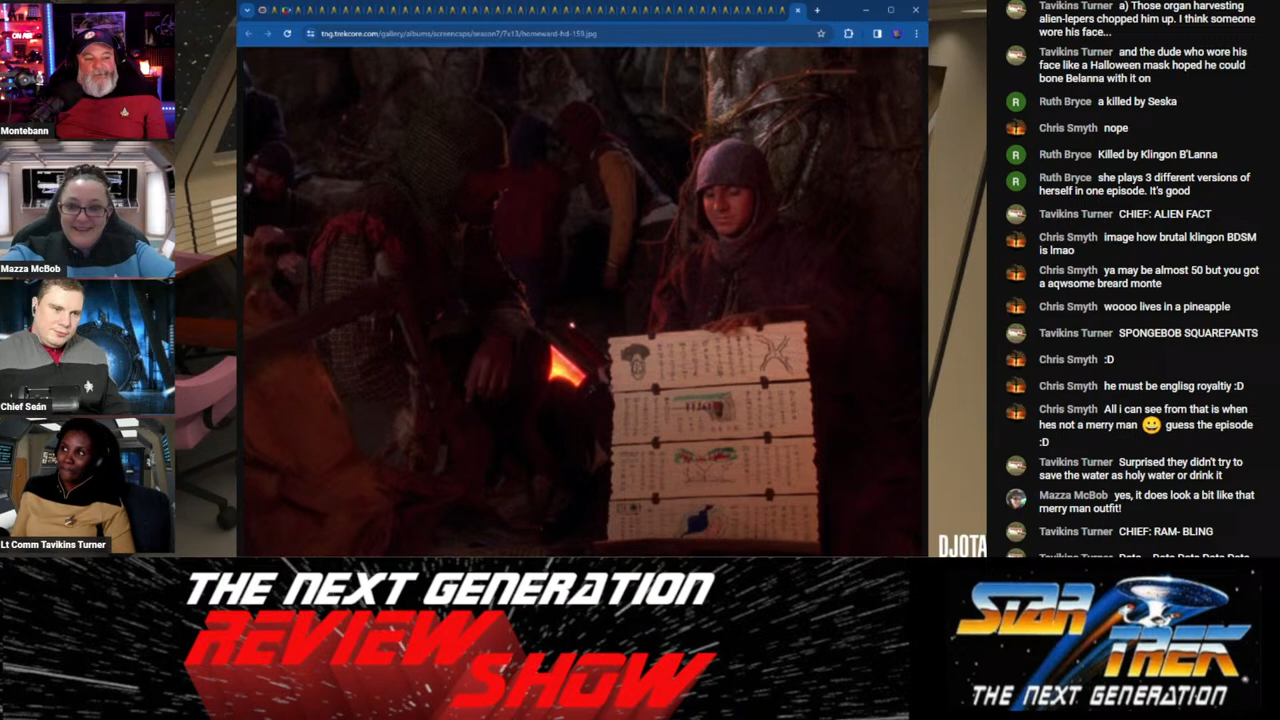 ON AIR
Montebann
Mazza McBob
Chief Seán
Lt Comm Tavikins Turner
tng.trekcore.com/gallery/albums/screencaps/season7/7x13/homeward-hd-159.jpg
DJOTA
Tavikins Turner a) Those organ harvesting
alien-lepers chopped him up. I think someone
wore his face...
Tavikins Turner and the dude who wore his
face like a Halloween mask hoped he could
bone Belanna with it on
R Ruth Bryce a killed by Seska
Chris Smyth nope
R Ruth Bryce Killed by Klingon B'Lanna
R Ruth Bryce she plays 3 different versions of
herself in one episode. It's good
Tavikins Turner CHIEF: ALIEN FACT
Chris Smyth image how brutal klingon BDSM
is lmao
Chris Smyth ya may be almost 50 but you got
a aqwsome breard monte
Chris Smyth woooo lives in a pineapple
Tavikins Turner SPONGEBOB SQUAREPANTS
Chris Smyth :D
Chris Smyth he must be englisg royaltiy :D
Chris Smyth All i can see from that is when
hes not a merry man 😀 guess the episode
:D
Tavikins Turner Surprised they didn't try to
save the water as holy water or drink it
Mazza McBob yes, it does look a bit like that
merry man outfit!
Tavikins Turner CHIEF: RAM- BLING
THE NEXT GENERATION
REVIEW
SHOW
STAR
TREK
THE NEXT GENERATION